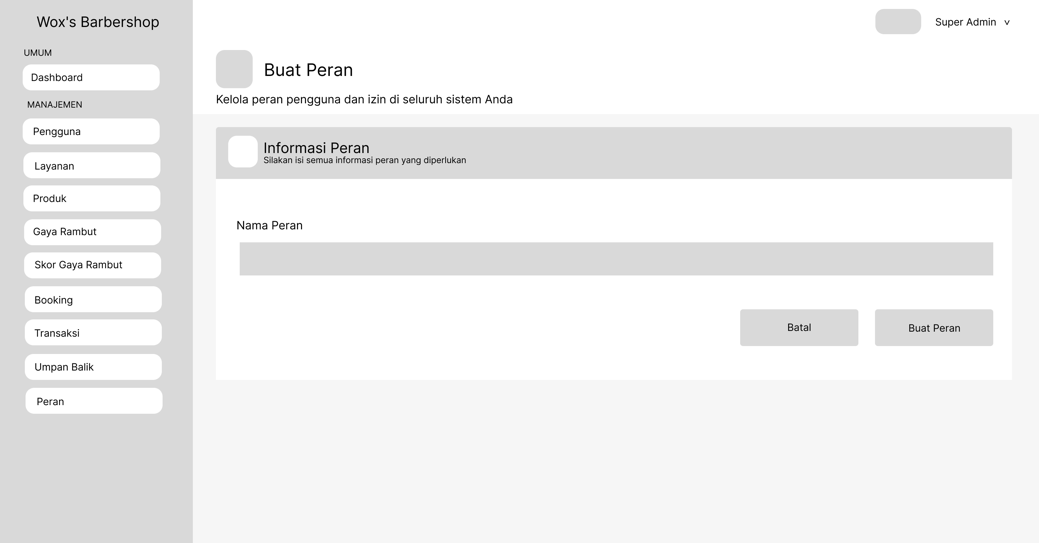 Wox's Barbershop
UMUM
Dashboard
MANAJEMEN
Pengguna
Layanan
Produk
Gaya Rambut
Skor Gaya Rambut
Booking
Transaksi
Umpan Balik
Peran
Super Admin v
Buat Peran
Kelola peran pengguna dan izin di seluruh sistem Anda
Informasi Peran
Silakan isi semua informasi peran yang diperlukan
Nama Peran
Batal
Buat Peran